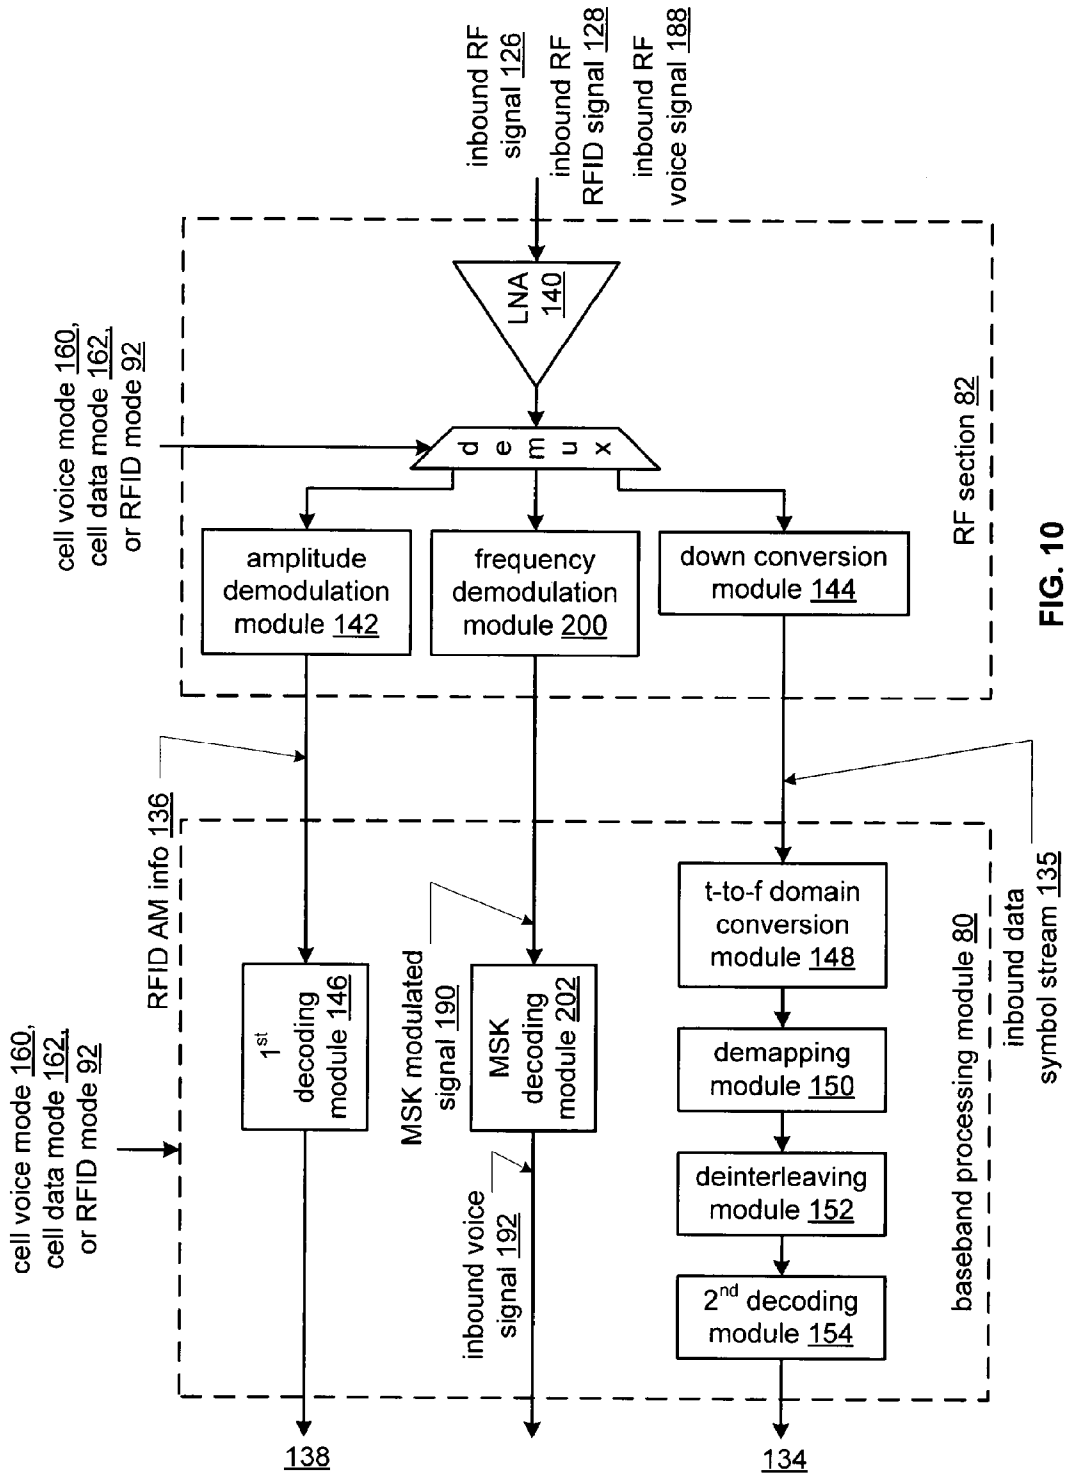 cell voice mode 160,
cell data mode 162,
or RFID mode 92
cell voice mode 160,
cell data mode 162,
or RFID mode 92
RFID AM info 136
138
1st
decoding
module 146
amplitude
demodulation
module 142
inbound voice
signal 192
MSK
decoding
module 202
MSK modulated
signal 190
frequency
demodulation
module 200
demux
LNA
140
inbound RF
signal 126
inbound RF
RFID signal 128
inbound RF
voice signal 188
134
2nd decoding
module 154
deinterleaving
module 152
demapping
module 150
t-to-f domain
conversion
module 148
down conversion
module 144
baseband processing module 80
RF section 82
inbound data
symbol stream 135
FIG. 10